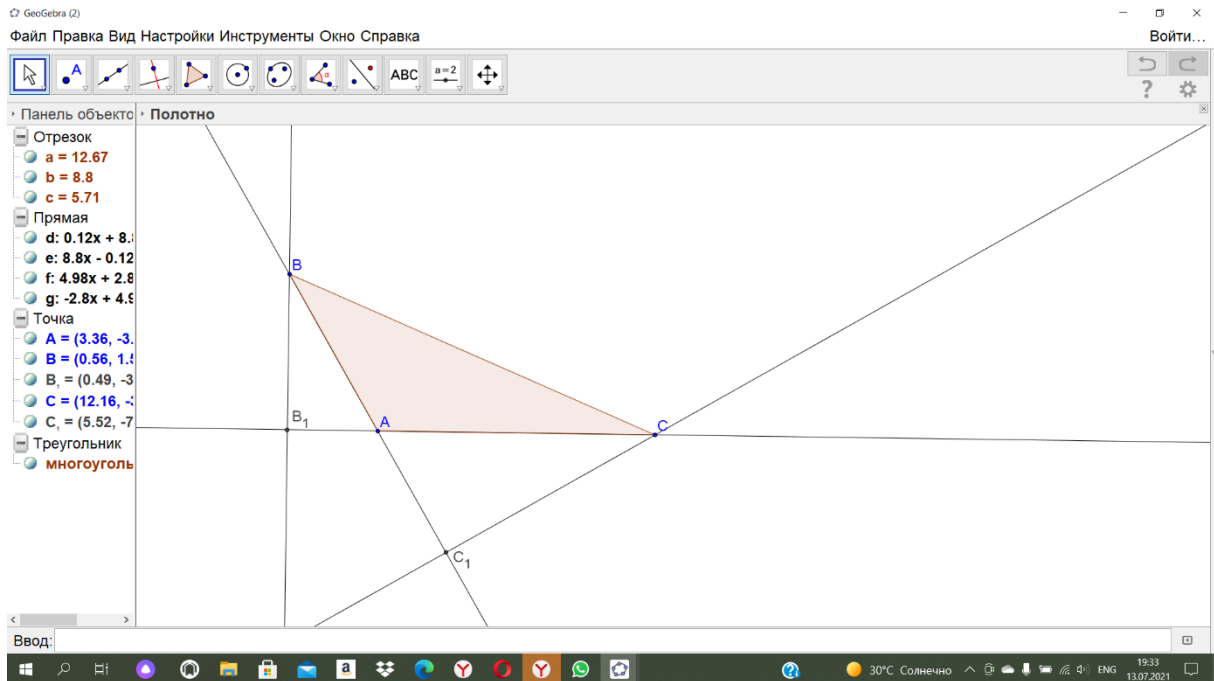 GeoGebra (2)
Файл Правка Вид Настройки Инструменты Окно Справка
Войти...
A
α
ABC
a=2
?
Панель объекто
Полотно
Отрезок
a = 12.67
b = 8.8
c = 5.71
Прямая
d: 0.12x + 8.8
e: 8.8x - 0.12
f: 4.98x + 2.8
g: -2.8x + 4.9
Точка
A = (3.36, -3.
B = (0.56, 1.5
B₁ = (0.49, -3
C = (12.16, -3
C₁ = (5.52, -7
Треугольник
многоуголь
B
B₁
A
C
C₁
Ввод:
30°C Солнечно
ENG
19:33
13.07.2021